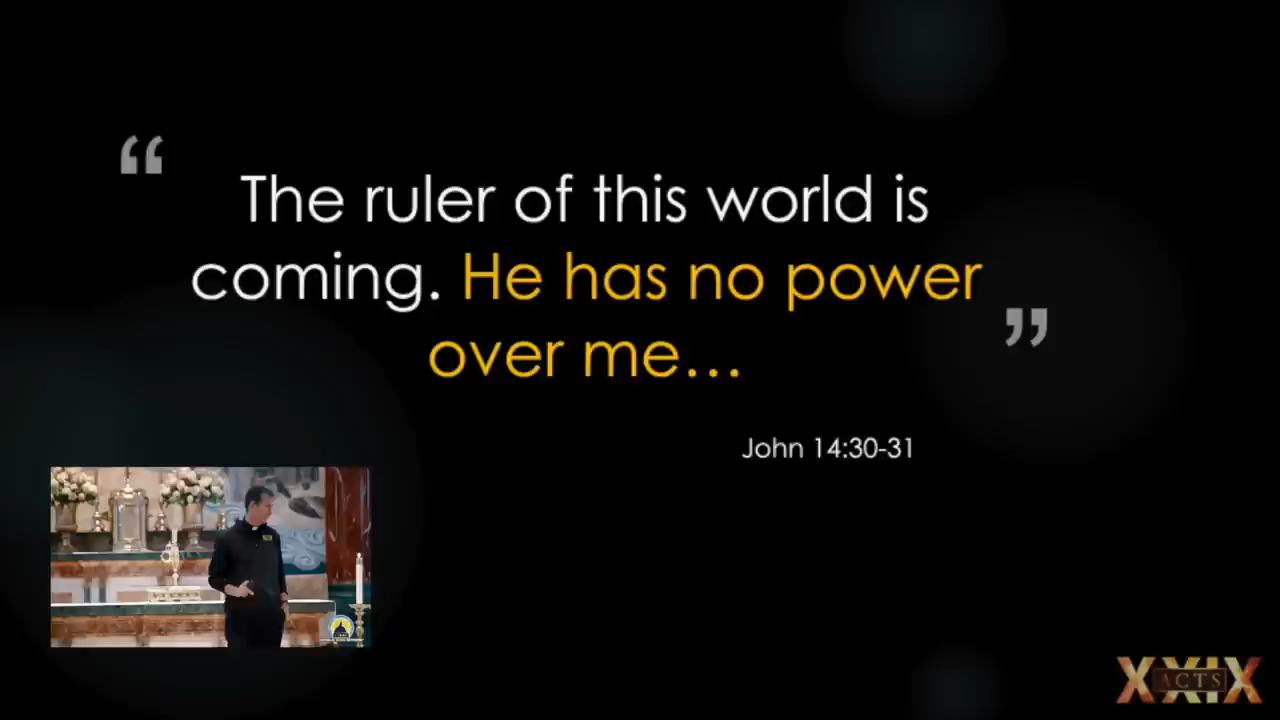 “
The ruler of this world is
coming. He has no power
over me…
”
John 14:30-31
XXIX
ACTS